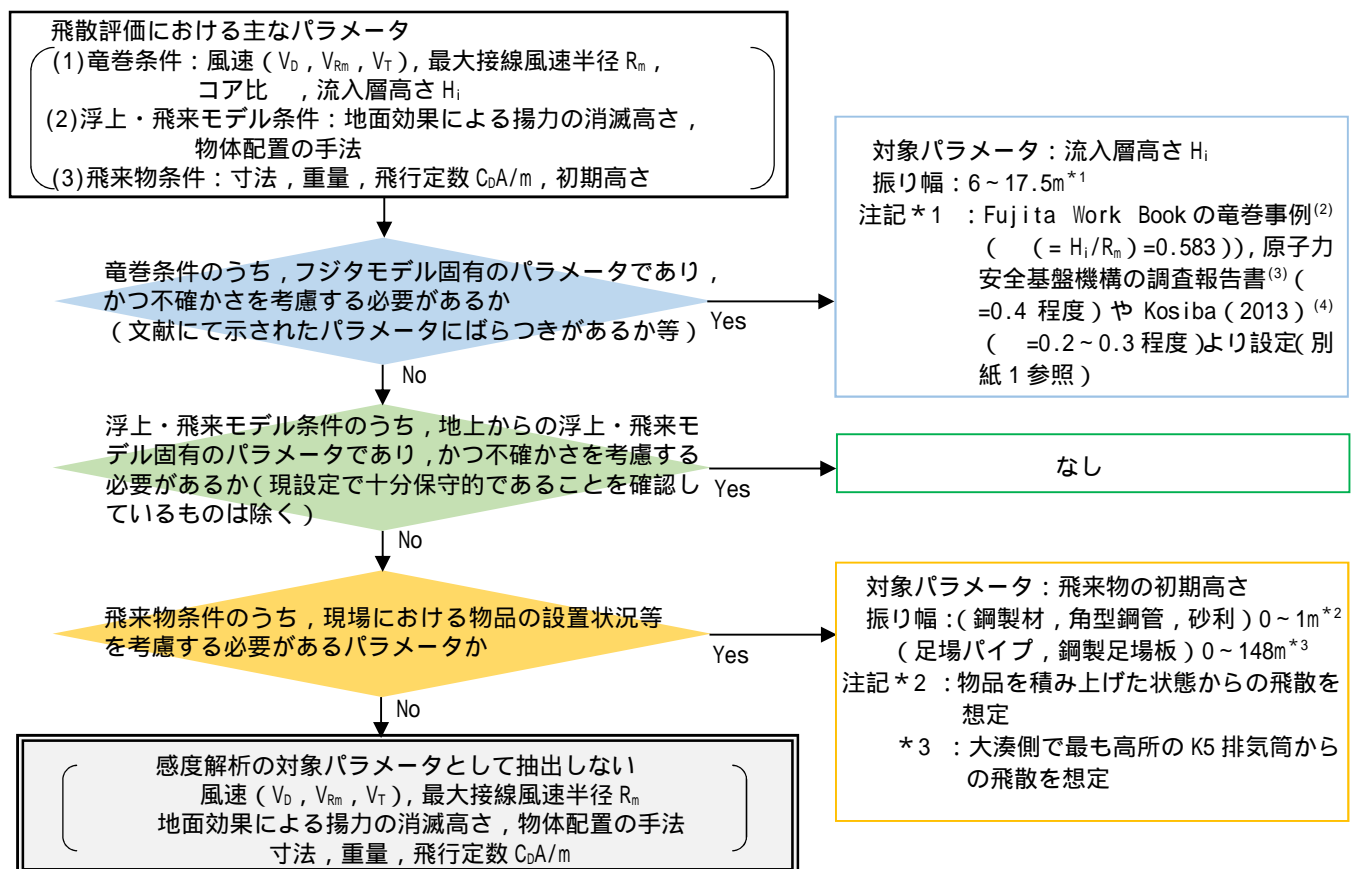 飛散評価における主なパラメータ
(1)竜巻条件：風速（VD，VRm，VT），最大接線風速半径 Rm，
コア比　，流入層高さ Hi
(2)浮上・飛来モデル条件：地面効果による揚力の消滅高さ，
物体配置の手法
(3)飛来物条件：寸法，重量，飛行定数 CDA/m，初期高さ
竜巻条件のうち，フジタモデル固有のパラメータであり，
かつ不確かさを考慮する必要があるか
（文献にて示されたパラメータにばらつきがあるか等）
Yes
対象パラメータ：流入層高さ Hi
振り幅：6～17.5m*1
注記＊1　：Fujita Work Book の竜巻事例(2)
（　（= Hi/Rm）=0.583)），原子力
安全基盤機構の調査報告書(3)（
=0.4 程度）や Kosiba（2013）(4)
（　=0.2～0.3 程度）より設定（別
紙 1 参照）
No
浮上・飛来モデル条件のうち，地上からの浮上・飛来モ
デル固有のパラメータであり，かつ不確かさを考慮する
必要があるか（現設定で十分保守的であることを確認し
ているものは除く）
Yes
なし
No
飛来物条件のうち，現場における物品の設置状況等
を考慮する必要があるパラメータか
Yes
対象パラメータ：飛来物の初期高さ
振り幅：（鋼製材，角型鋼管，砂利）0～1m*2
（足場パイプ，鋼製足場板）0～148m*3
注記＊2　：物品を積み上げた状態からの飛散を
想定
＊3　：大湊側で最も高所の K5 排気筒から
の飛散を想定
No
感度解析の対象パラメータとして抽出しない
風速（VD，VRm，VT），最大接線風速半径 Rm
地面効果による揚力の消滅高さ，物体配置の手法
寸法，重量，飛行定数 CDA/m